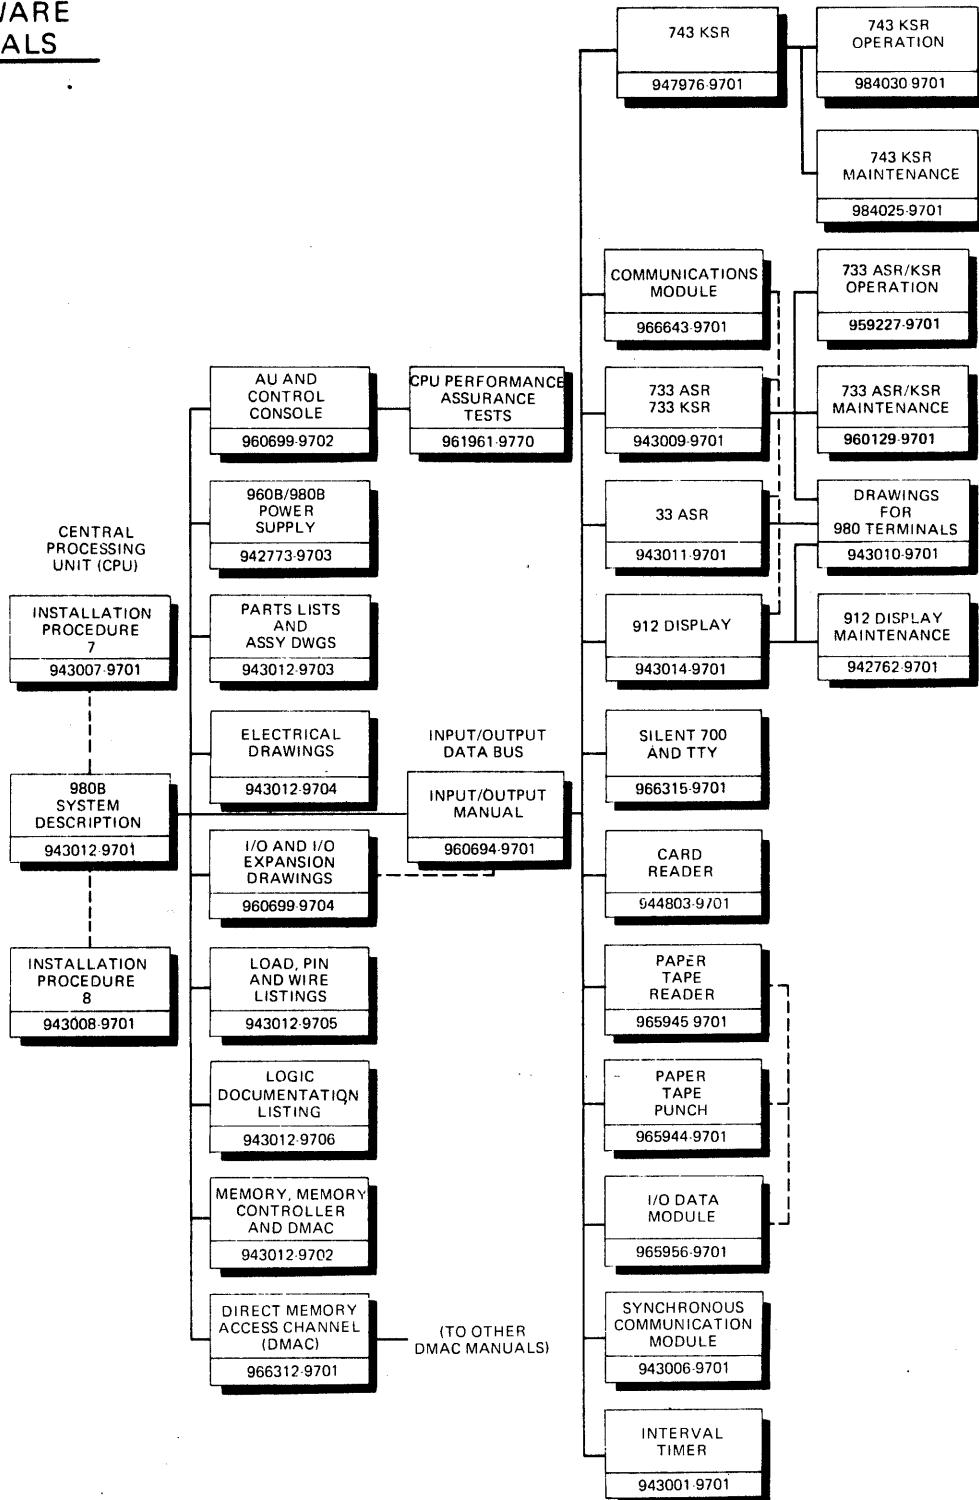 WARE
ALS
743 KSR
947976-9701
743 KSR
OPERATION
984030 9701
743 KSR
MAINTENANCE
984025-9701
COMMUNICATIONS
MODULE
966643-9701
733 ASR/KSR
OPERATION
959227-9701
AU AND
CONTROL
CONSOLE
960699-9702
CPU PERFORMANCE
ASSURANCE
TESTS
961961-9770
733 ASR
733 KSR
943009-9701
733 ASR/KSR
MAINTENANCE
960129-9701
960B/980B
POWER
SUPPLY
942773-9703
33 ASR
943011-9701
DRAWINGS
FOR
980 TERMINALS
943010-9701
CENTRAL
PROCESSING
UNIT (CPU)
INSTALLATION
PROCEDURE
7
943007-9701
PARTS LISTS
AND
ASSY DWGS
943012-9703
912 DISPLAY
943014-9701
912 DISPLAY
MAINTENANCE
942762-9701
ELECTRICAL
DRAWINGS
943012-9704
INPUT/OUTPUT
DATA BUS
SILENT 700
AND TTY
966315-9701
980B
SYSTEM
DESCRIPTION
943012-9701
INPUT/OUTPUT
MANUAL
960694-9701
I/O AND I/O
EXPANSION
DRAWINGS
960699-9704
CARD
READER
944803-9701
INSTALLATION
PROCEDURE
8
943008-9701
LOAD, PIN
AND WIRE
LISTINGS
943012-9705
PAPER
TAPE
READER
965945 9701
LOGIC
DOCUMENTATION
LISTING
943012-9706
PAPER
TAPE
PUNCH
965944-9701
MEMORY, MEMORY
CONTROLLER
AND DMAC
943012-9702
I/O DATA
MODULE
965956-9701
DIRECT MEMORY
ACCESS CHANNEL
(DMAC)
966312-9701
(TO OTHER
DMAC MANUALS)
SYNCHRONOUS
COMMUNICATION
MODULE
943006-9701
INTERVAL
TIMER
943001-9701